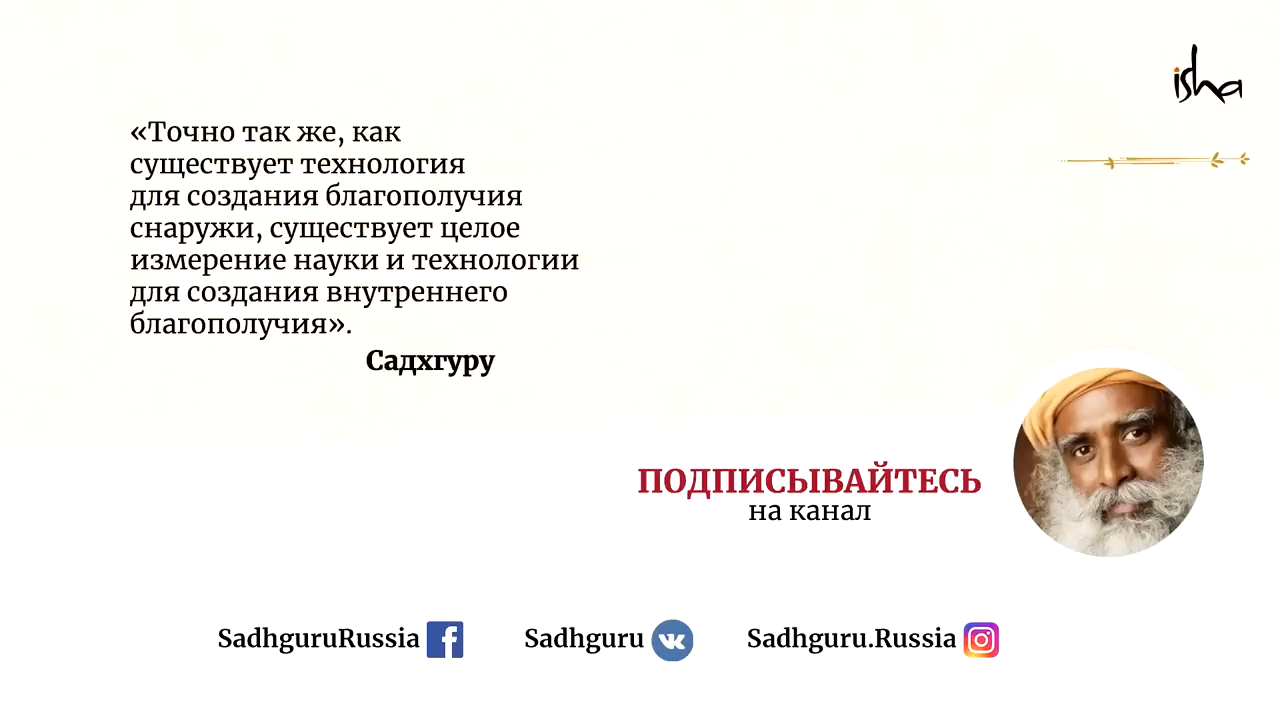 isha
«Точно так же, как
существует технология
для создания благополучия
снаружи, существует целое
измерение науки и технологии
для создания внутреннего
благополучия».
Садхгуру
ПОДПИСЫВАЙТЕСЬ
на канал
SadhguruRussia
Sadhguru
Sadhguru.Russia